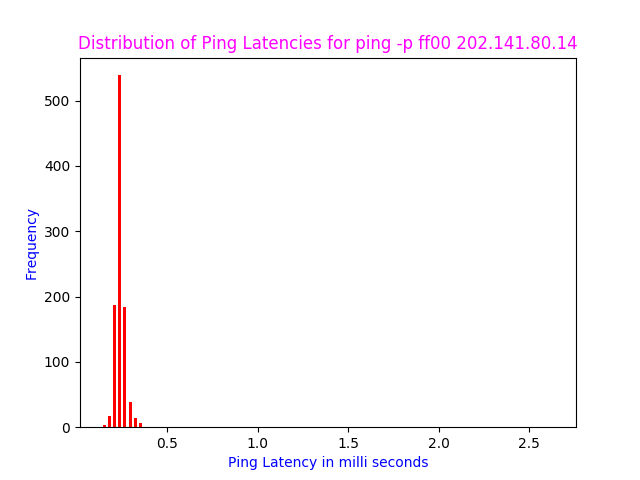 Distribution of Ping Latencies for ping -p ff00 202.141.80.14
500
400
300
200
100
0
Frequency
0.5 1.0 1.5 2.0 2.5
Ping Latency in milli seconds